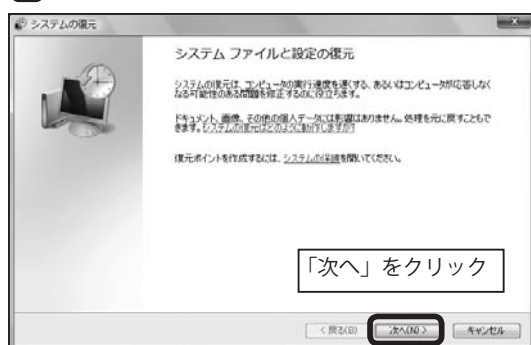 システムの復元
システム ファイルと設定の復元
システムの復元は、コンピュータの実行速度を遅くする、あるいはコンピュータが応答しなく
なる可能性のある問題を修正するのに役立ちます。
ドキュメント、画像、その他の個人データには影響はありません。処理を元に戻すこともで
きます。システムの復元はどのように動作しますか?
復元ポイントを作成するには、システムの保護を開いてください。
「次へ」をクリック
< 戻る(B) 次へ(N) > キャンセル